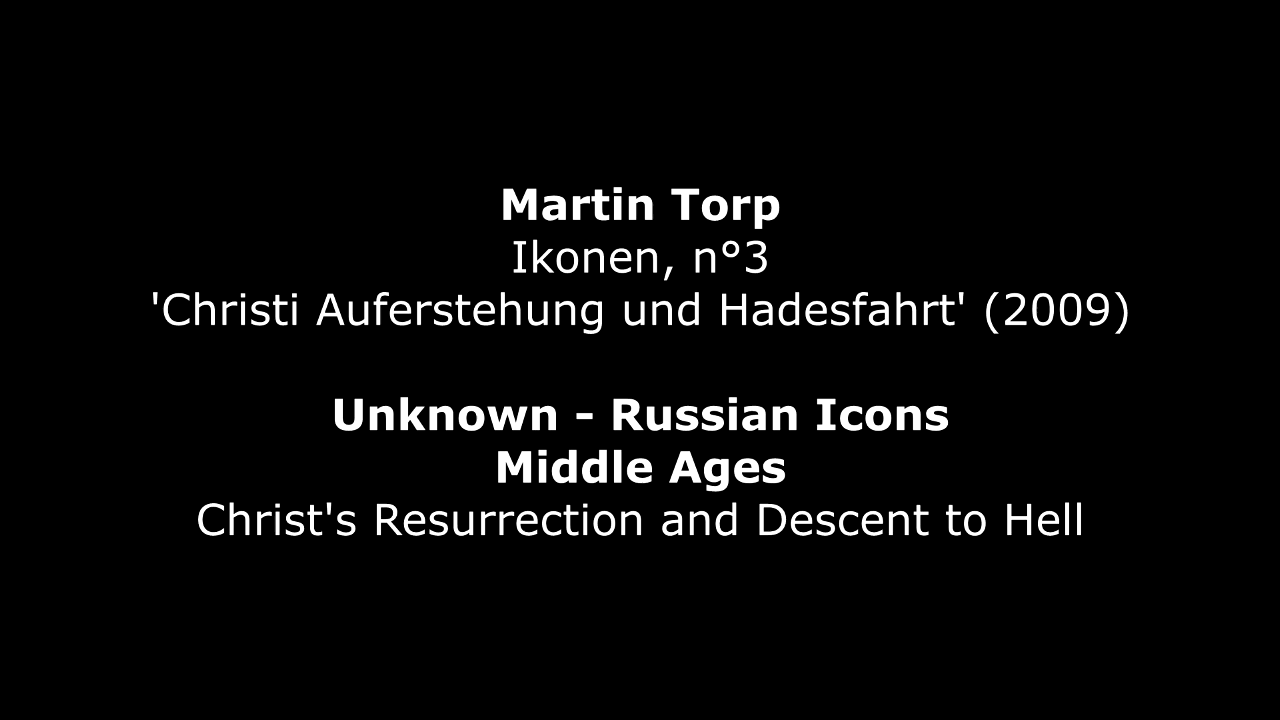 Martin Torp
Ikonen, n°3
'Christi Auferstehung und Hadesfahrt' (2009)
Unknown - Russian Icons
Middle Ages
Christ's Resurrection and Descent to Hell